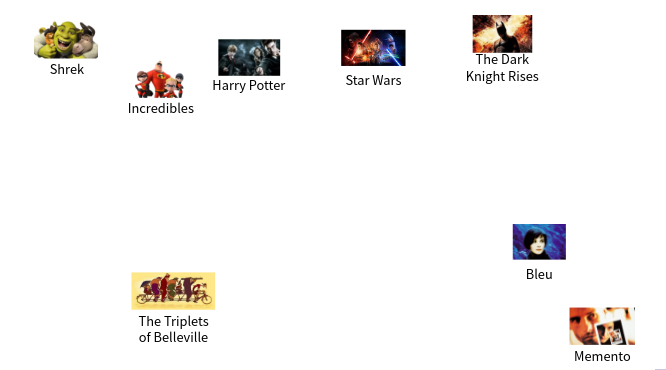 Shrek
Incredibles
Harry Potter
Star Wars
The Dark
Knight Rises
Bleu
The Triplets
of Belleville
Memento